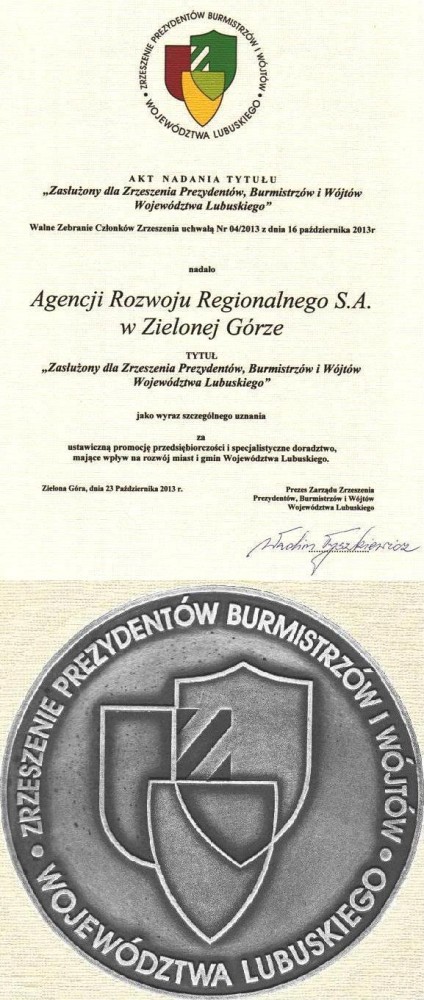 ZRZESZENIE PREZYDENTÓW BURMISTRZÓW I WÓJTÓW
• WOJEWÓDZTWA LUBUSKIEGO •
AKT NADANIA TYTUŁU
„Zasłużony dla Zrzeszenia Prezydentów, Burmistrzów i Wójtów
Województwa Lubuskiego”
Walne Zebranie Członków Zrzeszenia uchwałą Nr 04/2013 z dnia 16 października 2013r
nadało
Agencji Rozwoju Regionalnego S.A.
w Zielonej Górze
TYTUŁ
„Zasłużony dla Zrzeszenia Prezydentów, Burmistrzów i Wójtów
Województwa Lubuskiego”
jako wyraz szczególnego uznania
za
ustawiczną promocję przedsiębiorczości i specjalistyczne doradztwo,
mające wpływ na rozwój miast i gmin Województwa Lubuskiego.
Zielona Góra, dnia 23 Października 2013 r.
Prezes Zarządu Zrzeszenia
Prezydentów, Burmistrzów i Wójtów
Województwa Lubuskiego
Wadim Tyszkiewicz
ZRZESZENIE PREZYDENTÓW BURMISTRZÓW I WÓJTÓW
• WOJEWÓDZTWA LUBUSKIEGO •